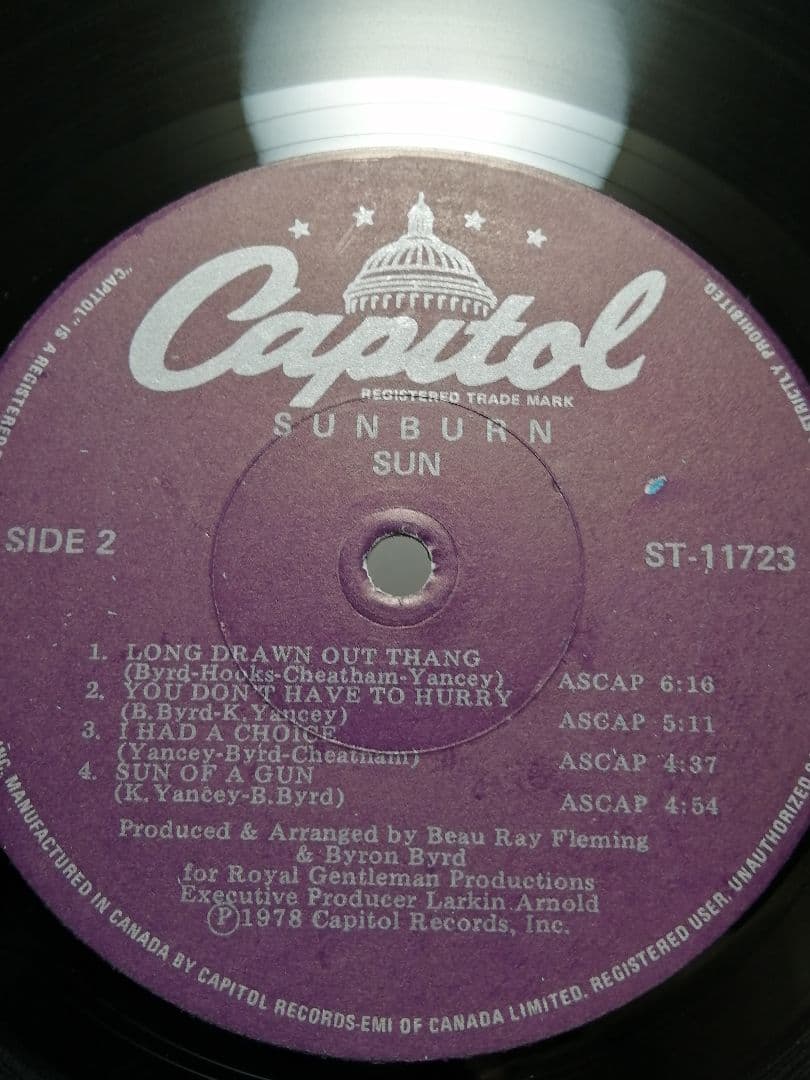 Capitol
REGISTERED TRADE MARK
SUNBURN
SUN
SIDE 2
ST-11723
1. LONG DRAWN OUT THANG
(Byrd-Hooks-Cheatham-Yancey) ASCAP 6:16
2. YOU DON'T HAVE TO HURRY
(B.Byrd-K.Yancey) ASCAP 5:11
3. I HAD A CHOICE
(Yancey-Byrd-Cheatham) ASCAP 4:37
4. SUN OF A GUN
(K.Yancey-B.Byrd) ASCAP 4:54
Produced & Arranged by Beau Ray Fleming
& Byron Byrd
for Royal Gentleman Productions
Executive Producer Larkin Arnold
Ⓟ1978 Capitol Records, Inc.
"CAPITOL" IS A REGISTERED
INC. MANUFACTURED IN CANADA BY CAPITOL RECORDS-EMI OF CANADA LIMITED. REGISTERED USER. UNAUTHORIZED
STRICTLY PROHIBITED.